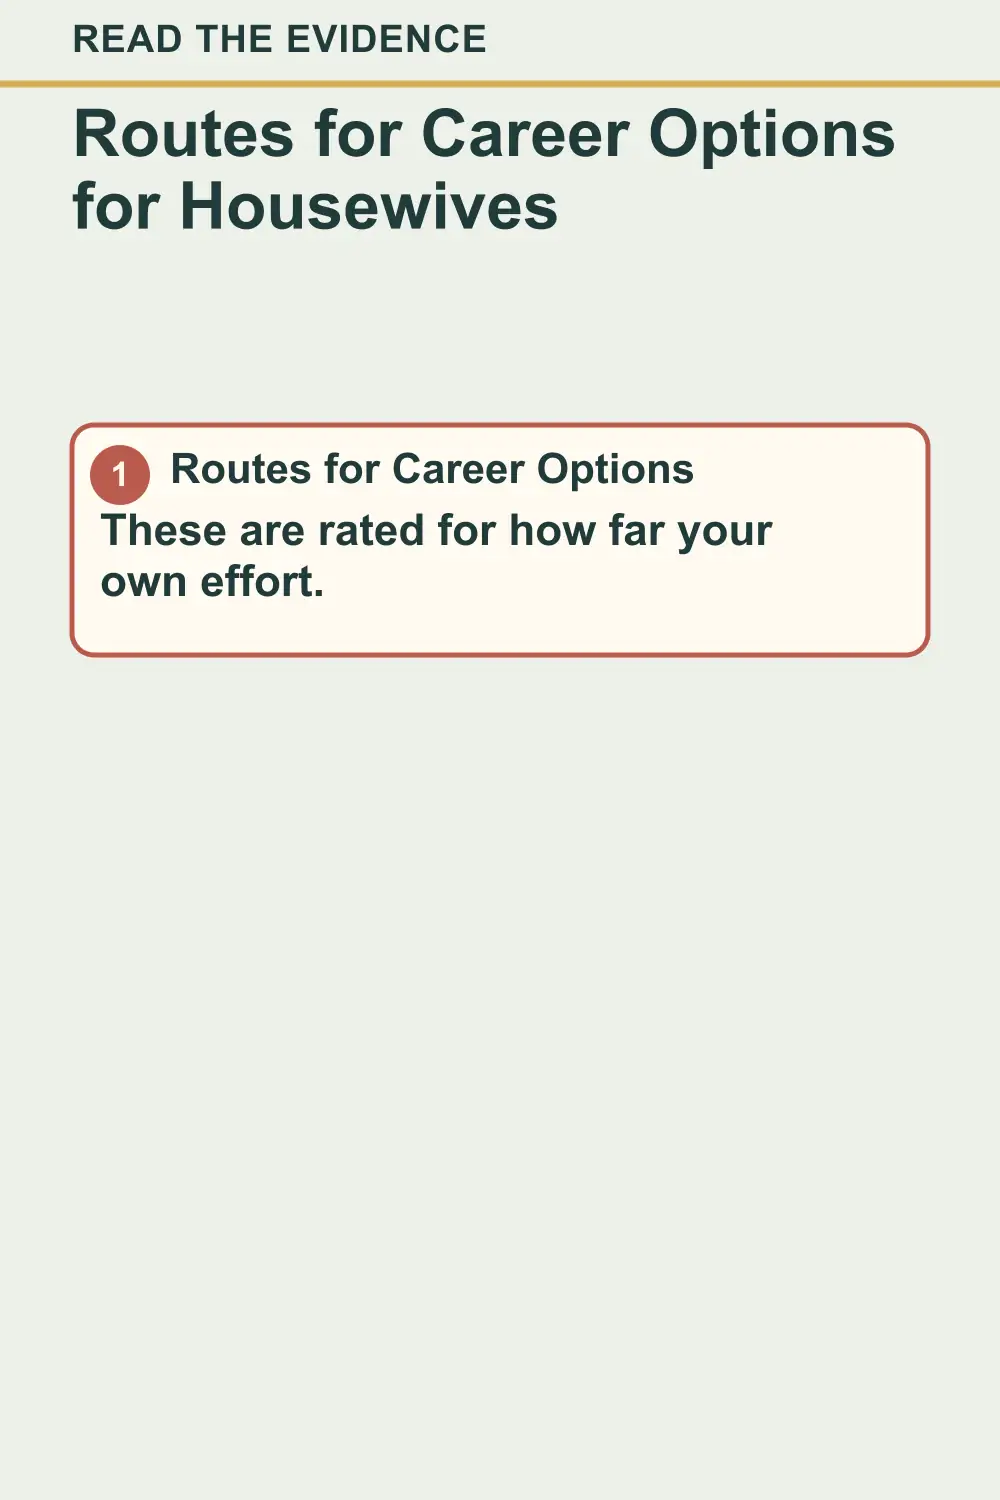 READ THE EVIDENCE
Routes for Career Options
for Housewives
1 Routes for Career Options
These are rated for how far your
own effort.